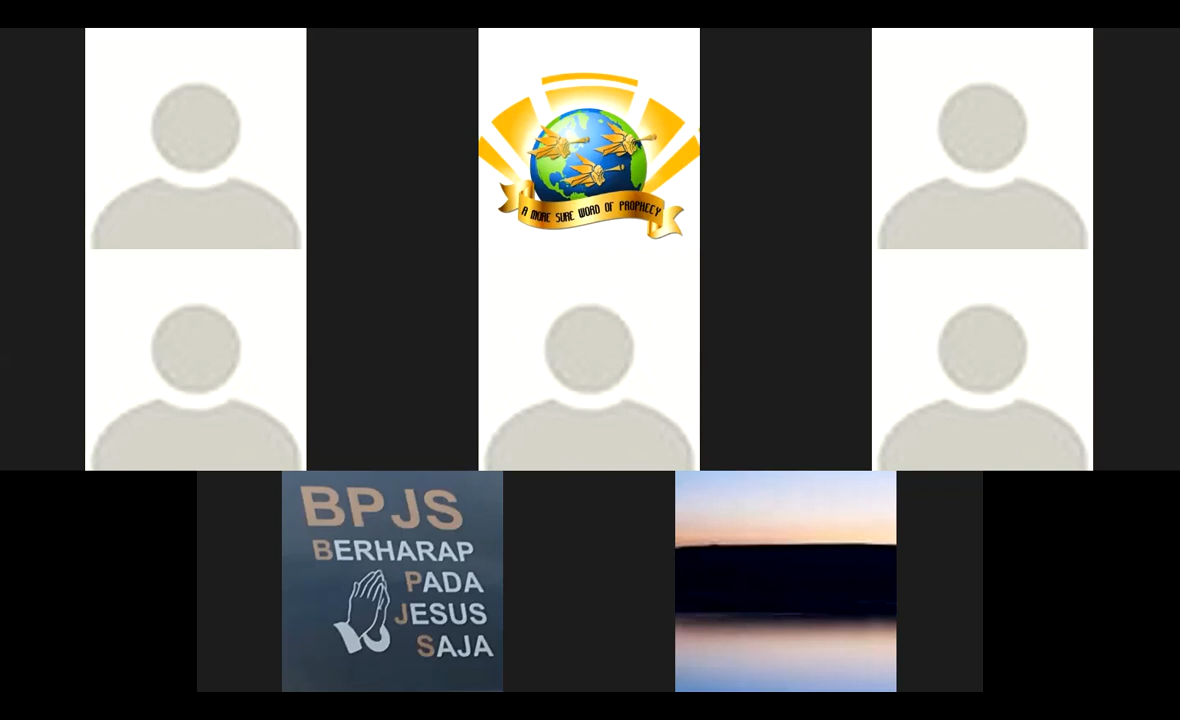 A MORE SURE WORD OF PROPHECY
BPJS
BERHARAP
PADA
JESUS
SAJA